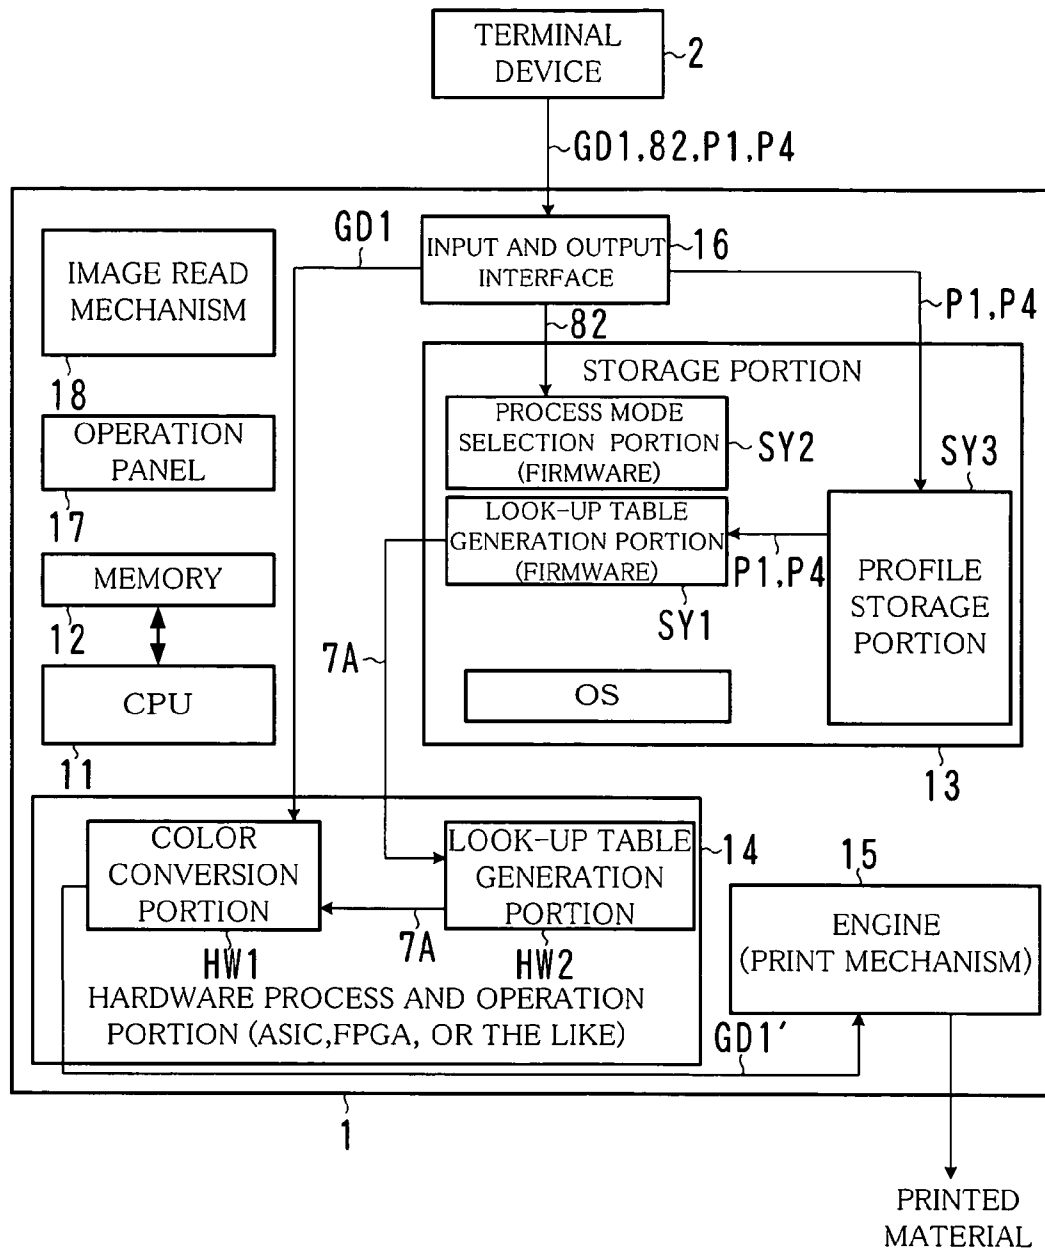 TERMINAL
DEVICE
2
GD1,82,P1,P4
GD1
INPUT AND OUTPUT
INTERFACE
16
IMAGE READ
MECHANISM
18
82
P1,P4
STORAGE PORTION
PROCESS MODE
SELECTION PORTION
(FIRMWARE)
SY2
SY3
OPERATION
PANEL
17
LOOK-UP TABLE
GENERATION PORTION
(FIRMWARE)
P1,P4
SY1
PROFILE
STORAGE
PORTION
MEMORY
12
7A
OS
CPU
11
13
COLOR
CONVERSION
PORTION
LOOK-UP TABLE
GENERATION
PORTION
14
15
7A
HW1
HW2
ENGINE
(PRINT MECHANISM)
HARDWARE PROCESS AND OPERATION
PORTION (ASIC,FPGA, OR THE LIKE)
GD1′
1
PRINTED
MATERIAL